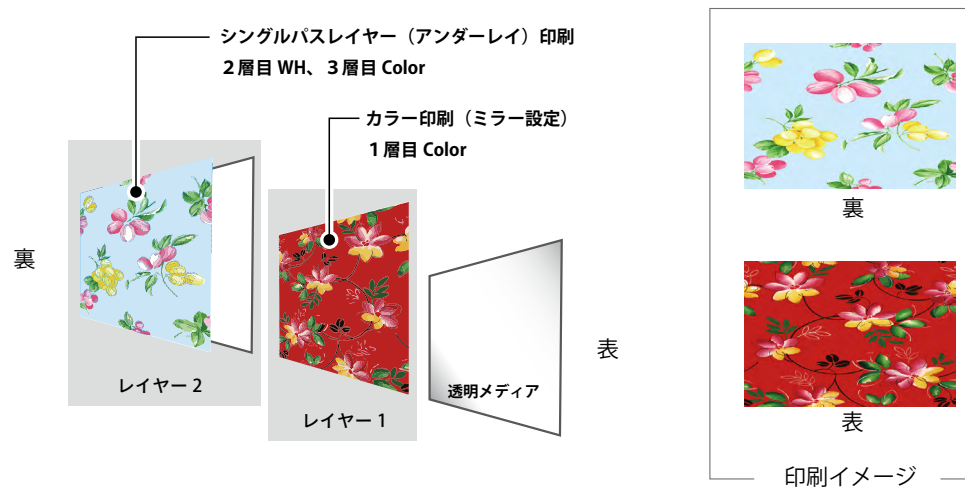 シングルパスレイヤー（アンダーレイ）印刷
２層目 WH、３層目 Color
カラー印刷（ミラー設定）
１層目 Color
裏
レイヤー 2
レイヤー 1
透明メディア
表
裏
表
印刷イメージ